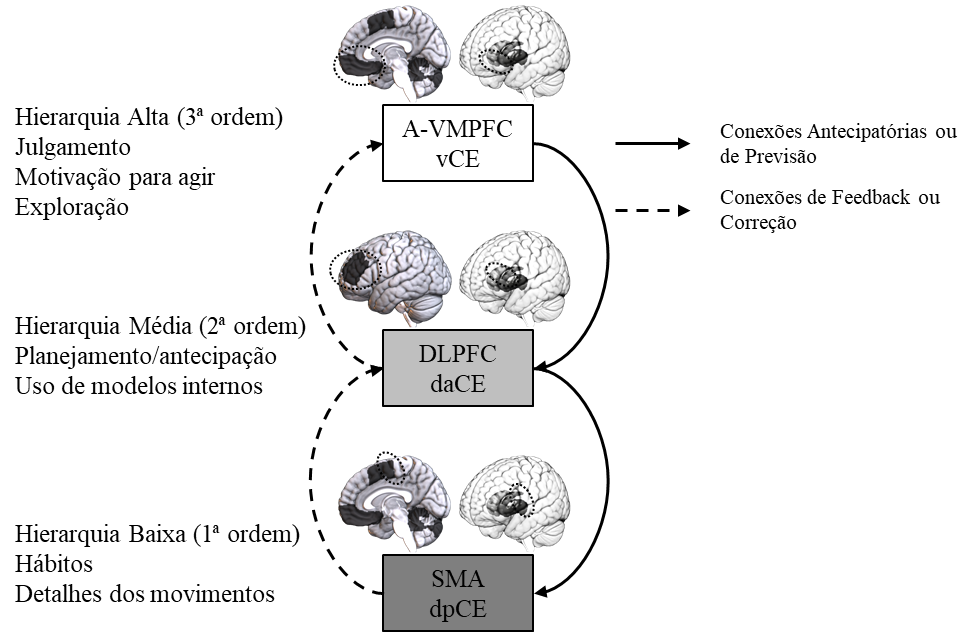 Hierarquia Alta (3ª ordem)
Julgamento
Motivação para agir
Exploração
A-VMPFC
vCE
Conexões Antecipatórias ou
de Previsão
Conexões de Feedback ou
Correção
Hierarquia Média (2ª ordem)
Planejamento/antecipação
Uso de modelos internos
DLPFC
daCE
Hierarquia Baixa (1ª ordem)
Hábitos
Detalhes dos movimentos
SMA
dpCE